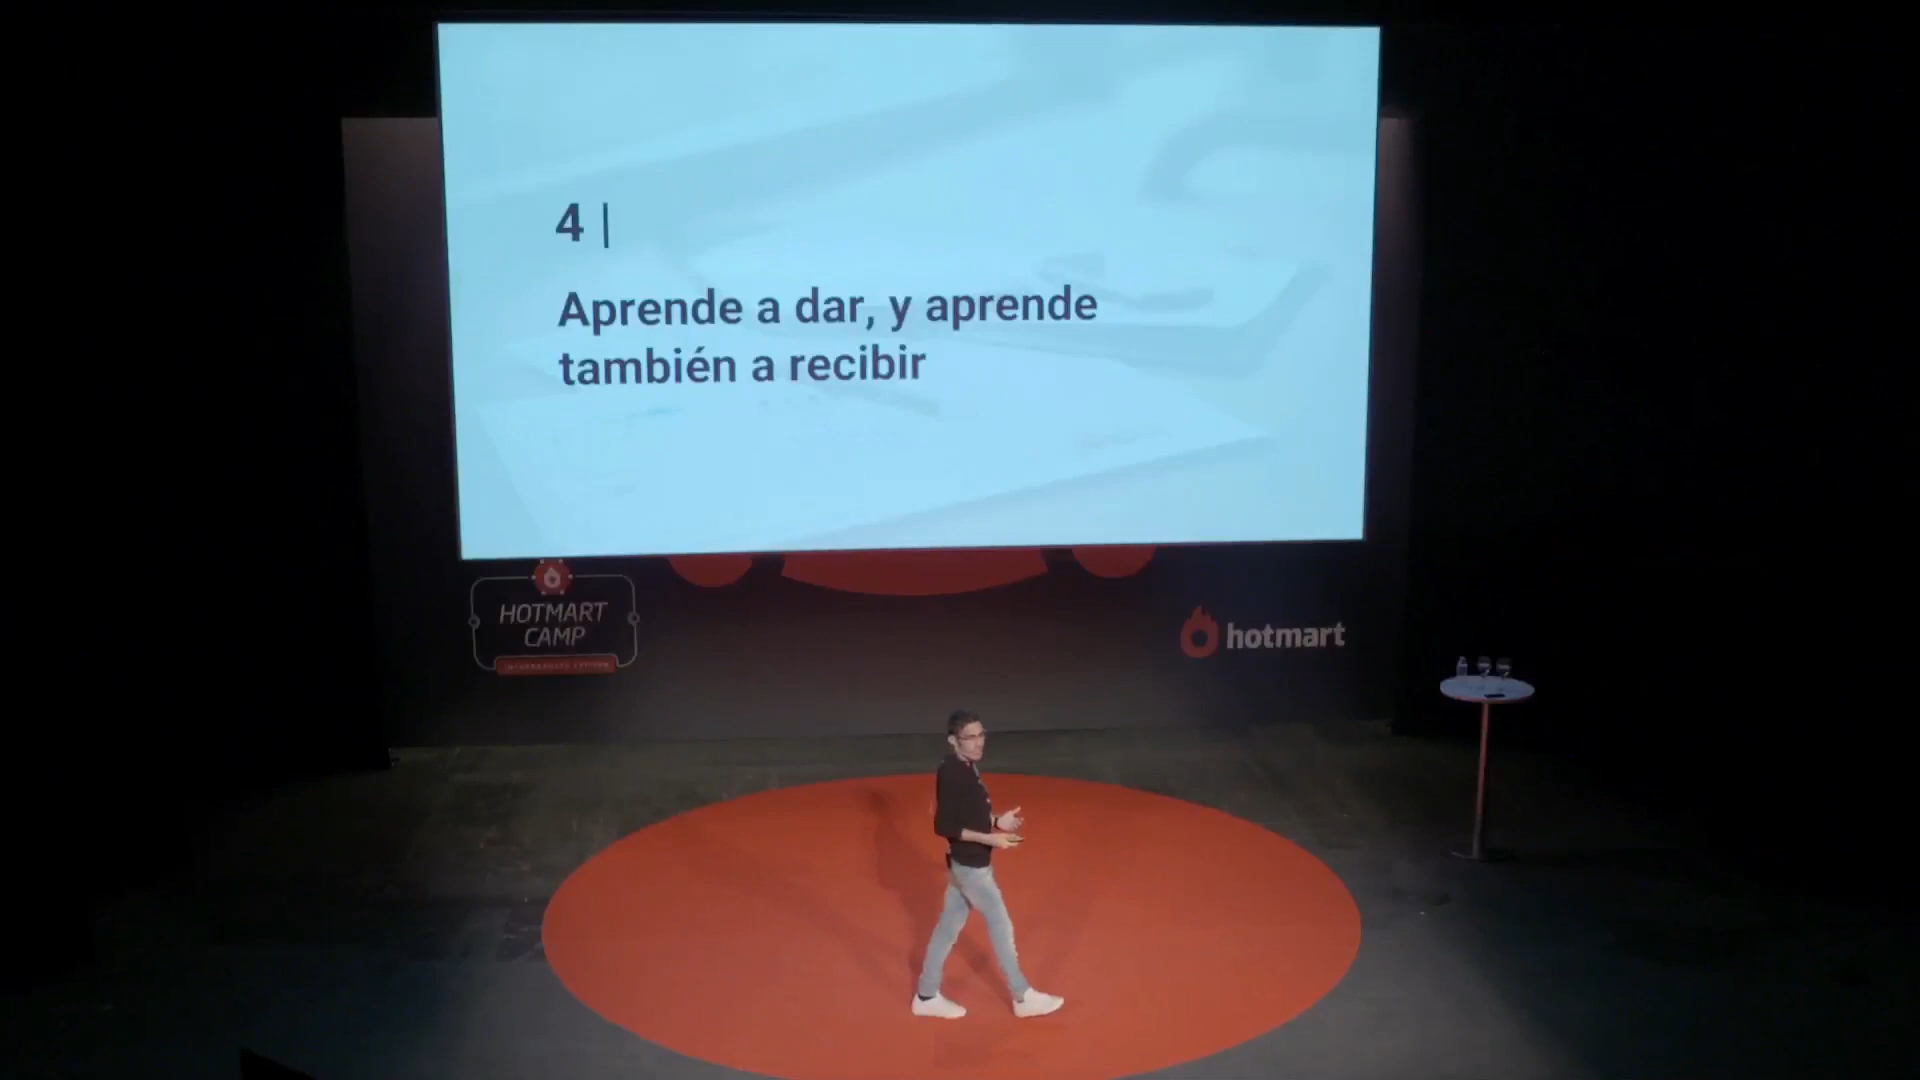 4 |
Aprende a dar, y aprende
también a recibir
HOTMART
CAMP
hotmart